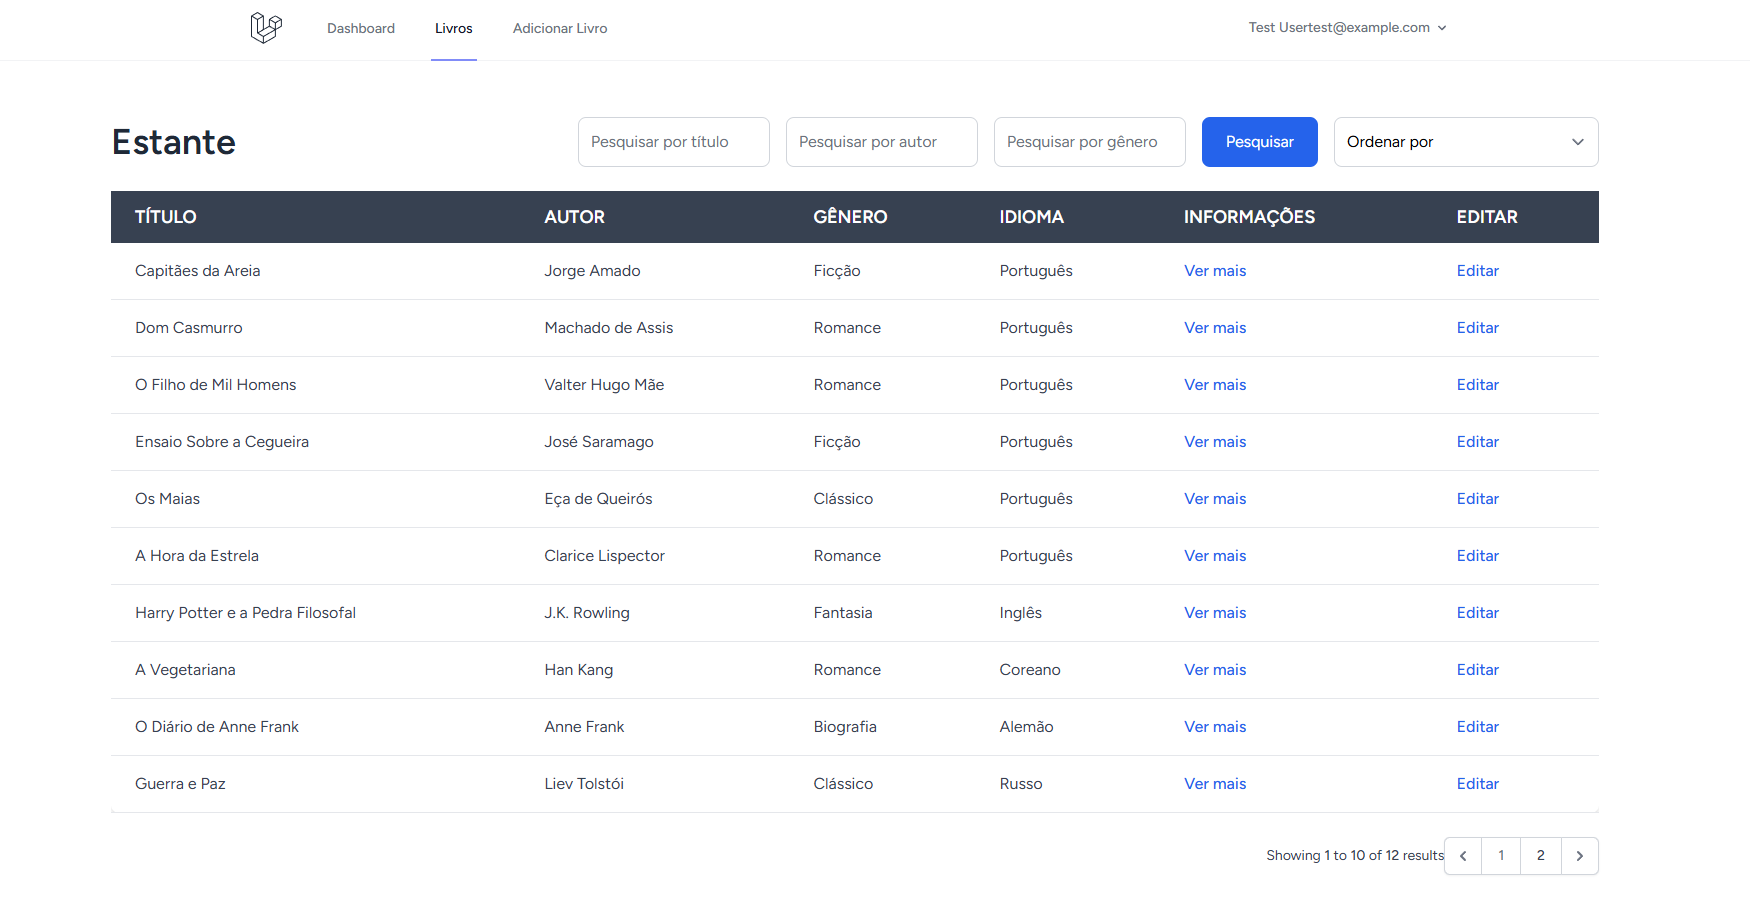 Dashboard Livros Adicionar Livro Test Usertest@example.com
Estante Pesquisar por título Pesquisar por autor Pesquisar por gênero Pesquisar Ordenar por
TÍTULO AUTOR GÊNERO IDIOMA INFORMAÇÕES EDITAR
Capitães da Areia Jorge Amado Ficção Português Ver mais Editar
Dom Casmurro Machado de Assis Romance Português Ver mais Editar
O Filho de Mil Homens Valter Hugo Mãe Romance Português Ver mais Editar
Ensaio Sobre a Cegueira José Saramago Ficção Português Ver mais Editar
Os Maias Eça de Queirós Clássico Português Ver mais Editar
A Hora da Estrela Clarice Lispector Romance Português Ver mais Editar
Harry Potter e a Pedra Filosofal J.K. Rowling Fantasia Inglês Ver mais Editar
A Vegetariana Han Kang Romance Coreano Ver mais Editar
O Diário de Anne Frank Anne Frank Biografia Alemão Ver mais Editar
Guerra e Paz Liev Tolstói Clássico Russo Ver mais Editar
Showing 1 to 10 of 12 results 1 2